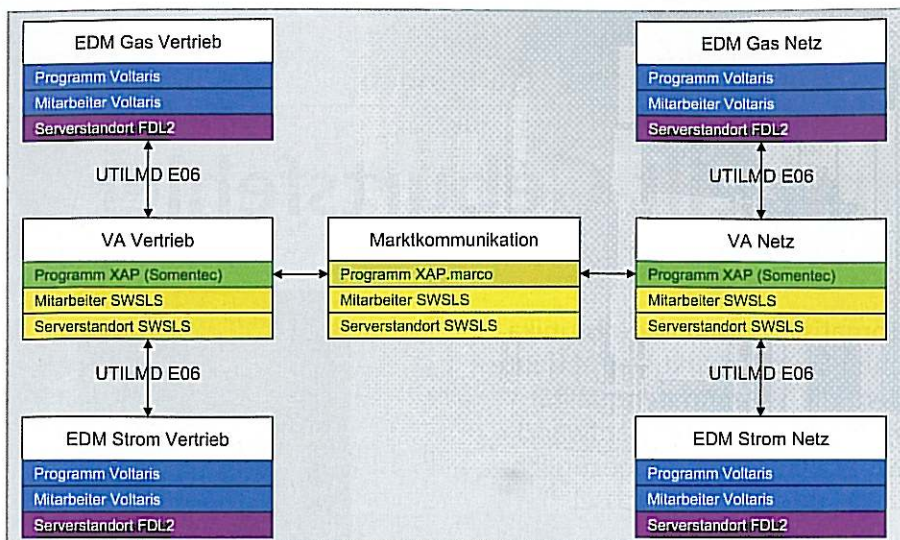 EDM Gas Vertrieb
Programm Voltaris
Mitarbeiter Voltaris
Serverstandort FDL2
EDM Gas Netz
Programm Voltaris
Mitarbeiter Voltaris
Serverstandort FDL2
UTILMD E06
UTILMD E06
VA Vertrieb
Programm XAP (Somentec)
Mitarbeiter SWSLS
Serverstandort SWSLS
Marktkommunikation
Programm XAP.marco
Mitarbeiter SWSLS
Serverstandort SWSLS
VA Netz
Programm XAP (Somentec)
Mitarbeiter SWSLS
Serverstandort SWSLS
UTILMD E06
UTILMD E06
EDM Strom Vertrieb
Programm Voltaris
Mitarbeiter Voltaris
Serverstandort FDL2
EDM Strom Netz
Programm Voltaris
Mitarbeiter Voltaris
Serverstandort FDL2